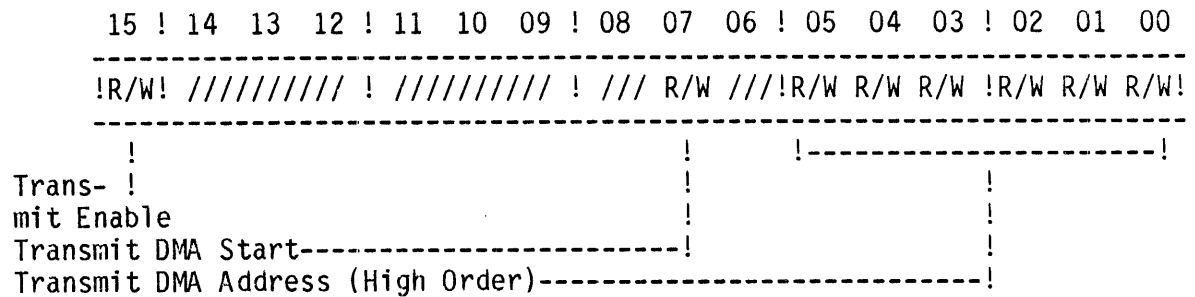 15 ! 14 13 12 ! 11 10 09 ! 08 07 06 ! 05 04 03 ! 02 01 00
-----------------------------------------------------------------------
!R/W! ////////// ! ////////// ! /// R/W ///!R/W R/W R/W !R/W R/W R/W!
-----------------------------------------------------------------------
! ! !-----------------------!
Trans- ! ! !
mit Enable ! !
Transmit DMA Start-------------------------! !
Transmit DMA Address (High Order)-----------------------------!